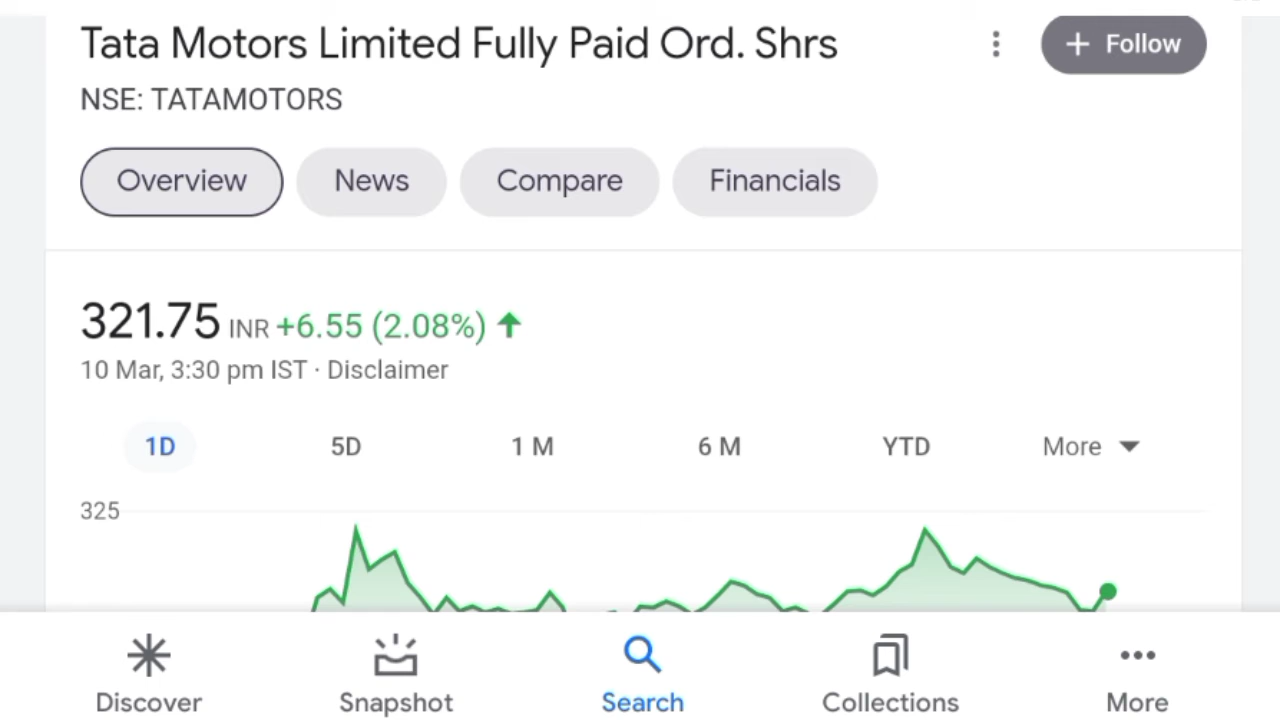 Tata Motors Limited Fully Paid Ord. Shrs
+ Follow
NSE: TATAMOTORS
Overview News Compare Financials
321.75 INR +6.55 (2.08%)
10 Mar, 3:30 pm IST · Disclaimer
1D 5D 1 M 6 M YTD More
325
Discover Snapshot Search Collections More